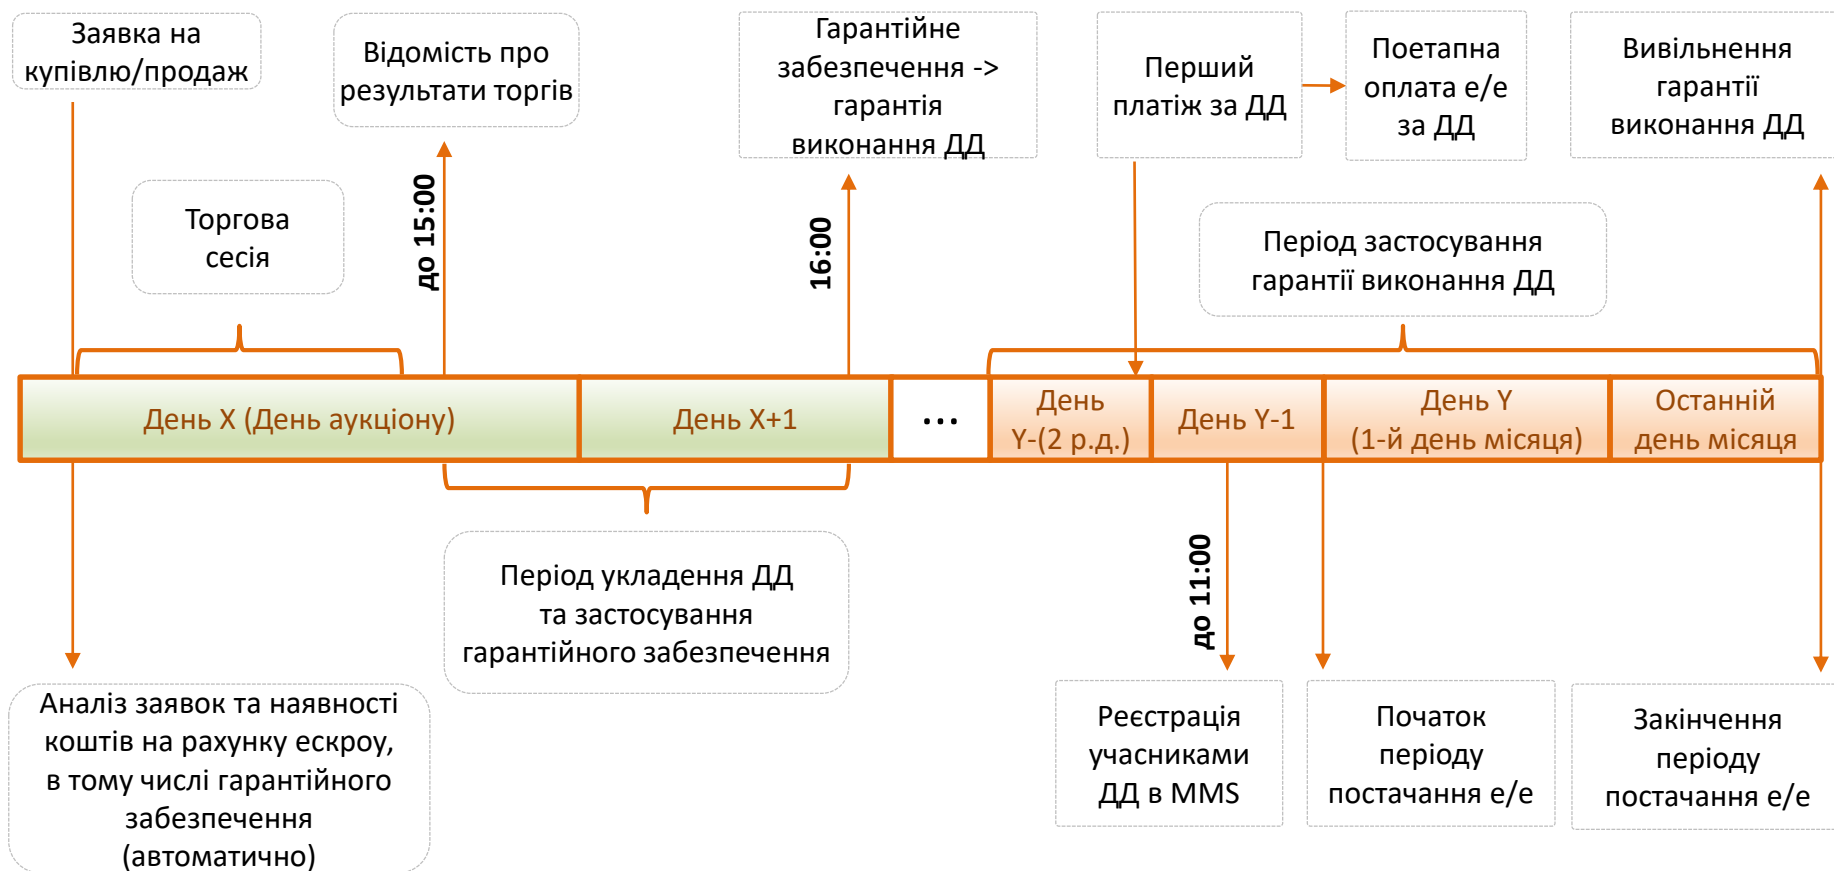 Заявка на
купівлю/продаж
Відомість про
результати торгів
Гарантійне
забезпечення ->
гарантія
виконання ДД
Перший
платіж за ДД
Поетапна
оплата е/е
за ДД
Вивільнення
гарантії
виконання ДД
Торгова
сесія
до 15:00
16:00
Період застосування
гарантії виконання ДД
День X (День аукціону)
День X+1
...
День
Y-(2 р.д.)
День Y-1
День Y
(1-й день місяця)
Останній
день місяця
Період укладення ДД
та застосування
гарантійного забезпечення
до 11:00
Аналіз заявок та наявності
коштів на рахунку ескроу,
в тому числі гарантійного
забезпечення
(автоматично)
Реєстрація
учасниками
ДД в MMS
Початок
періоду
постачання е/е
Закінчення
періоду
постачання е/е